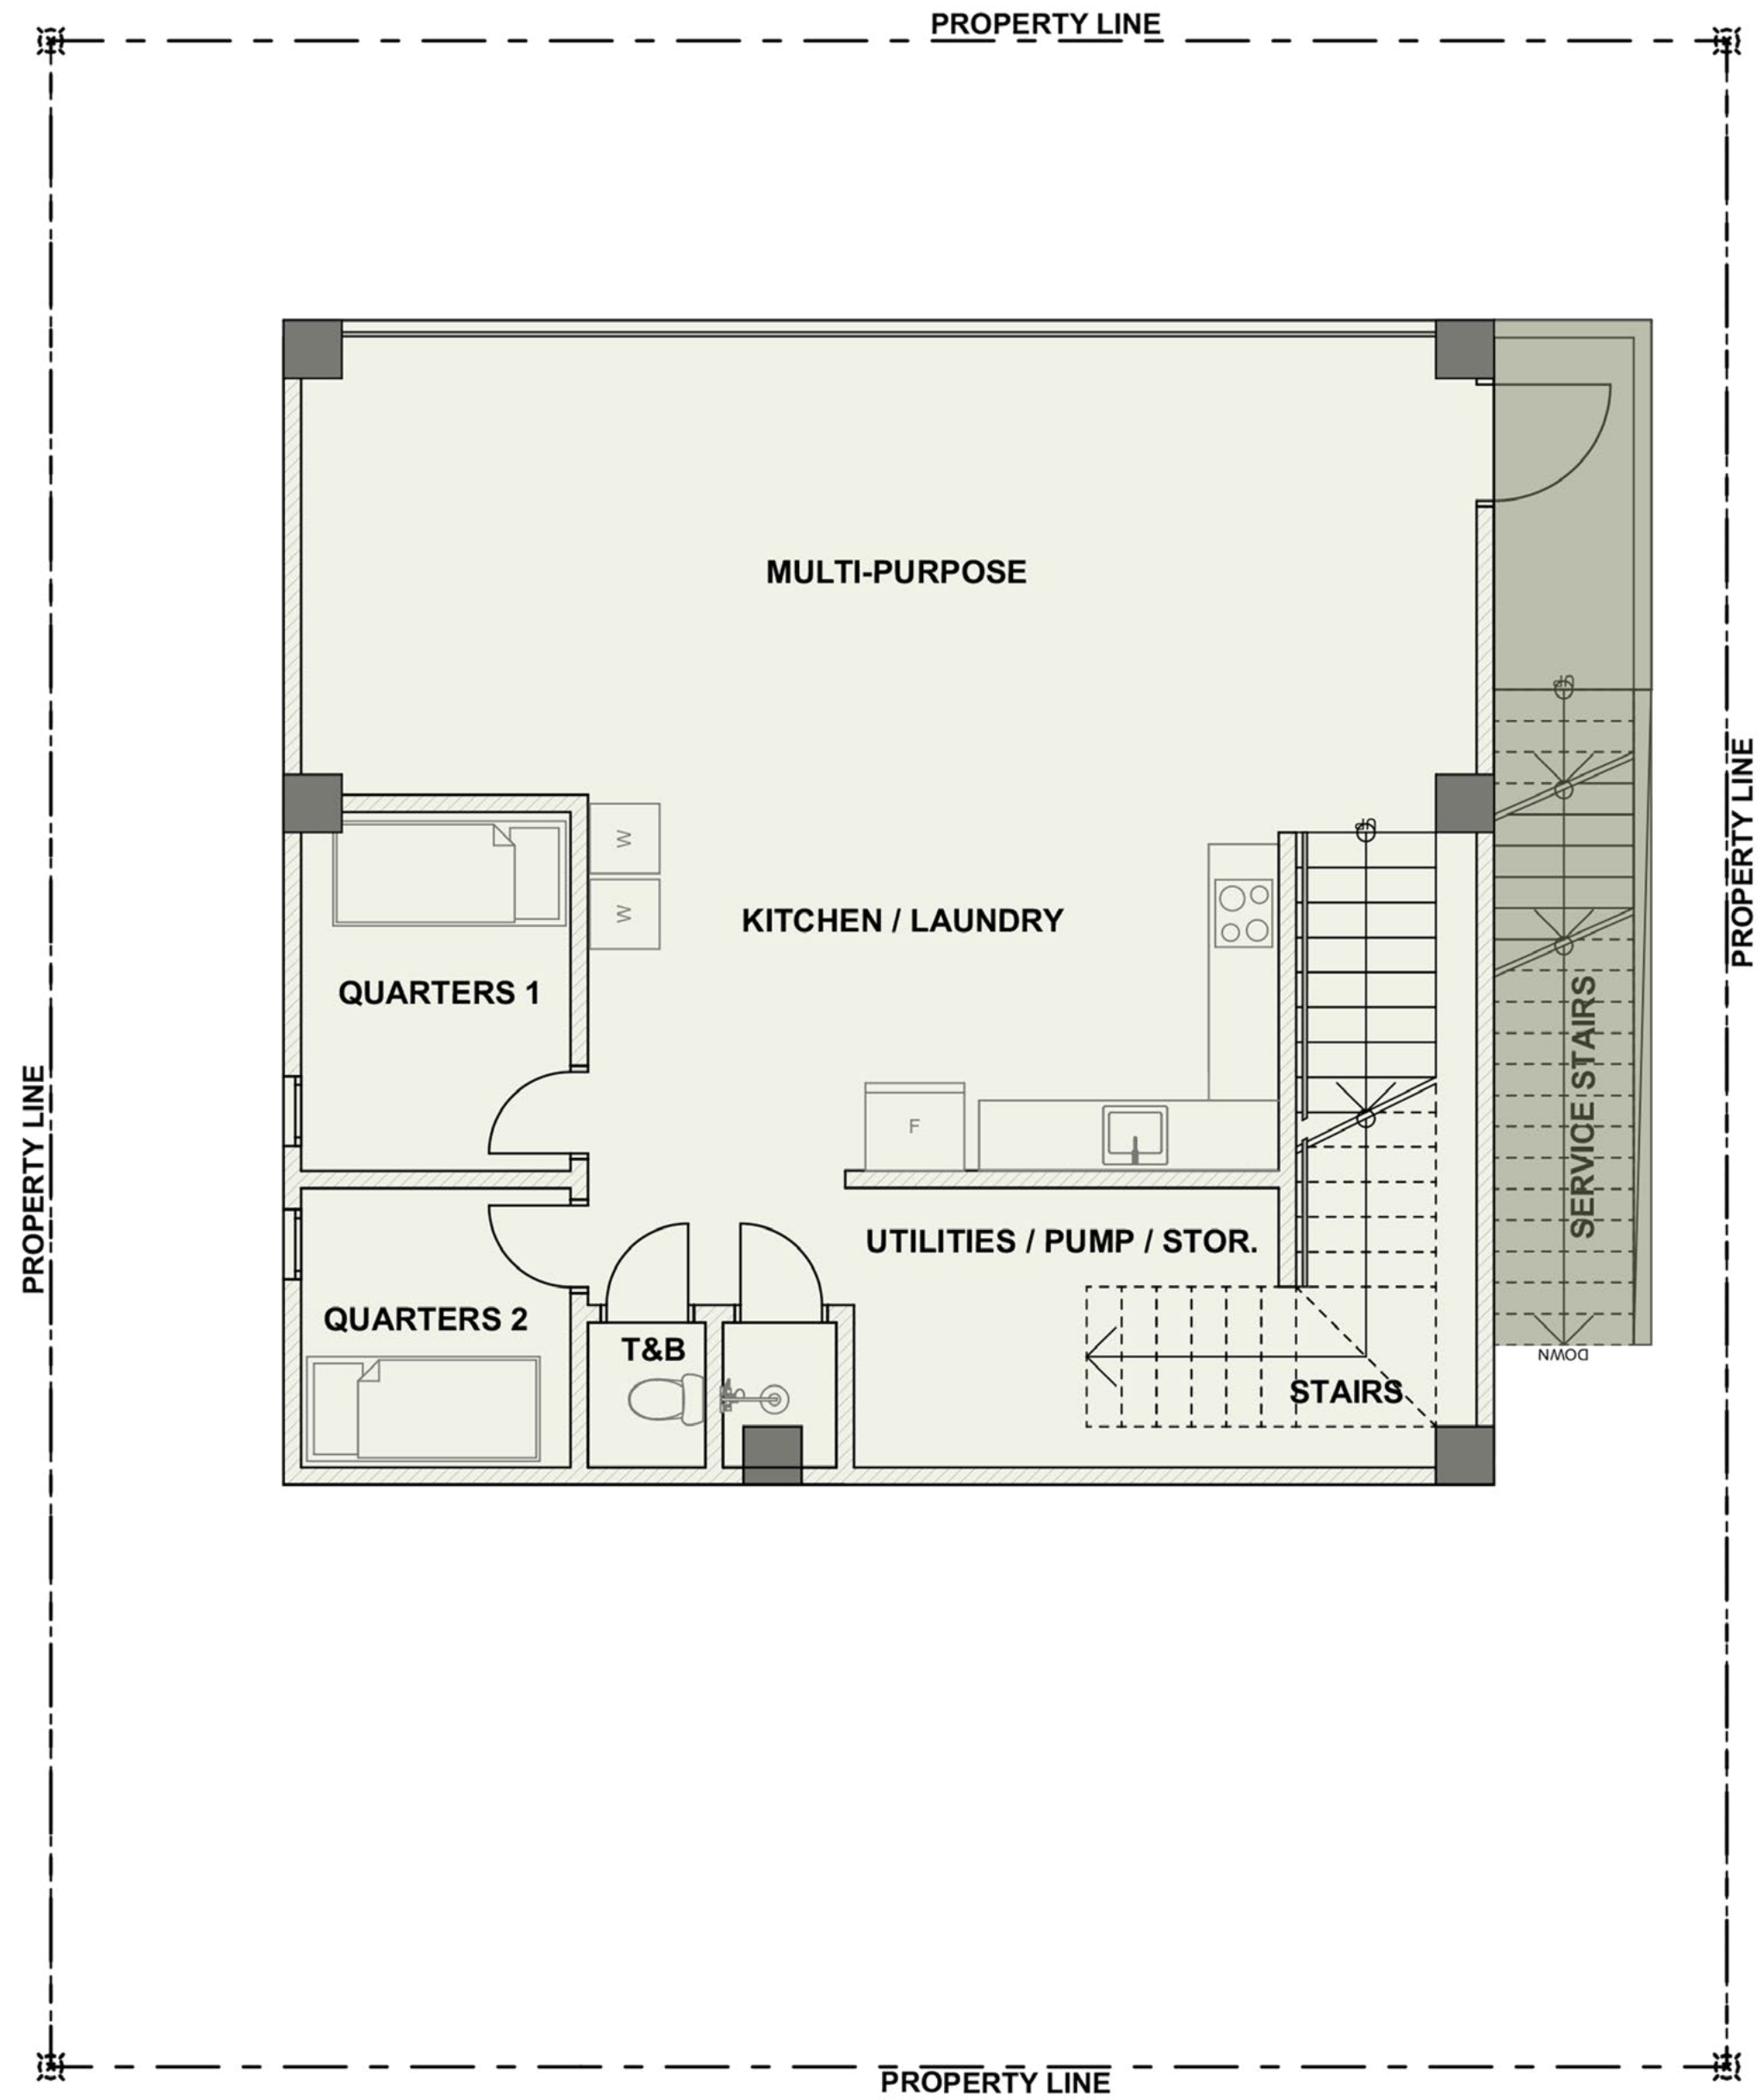 PROPERTY LINE
MULTI-PURPOSE
PROPERTY LINE
W
UP
W
KITCHEN / LAUNDRY
QUARTERS 1
SERVICE STAIRS
F
PROPERTY LINE
UTILITIES / PUMP / STOR.
QUARTERS 2
T&B
DOWN
STAIRS
PROPERTY LINE